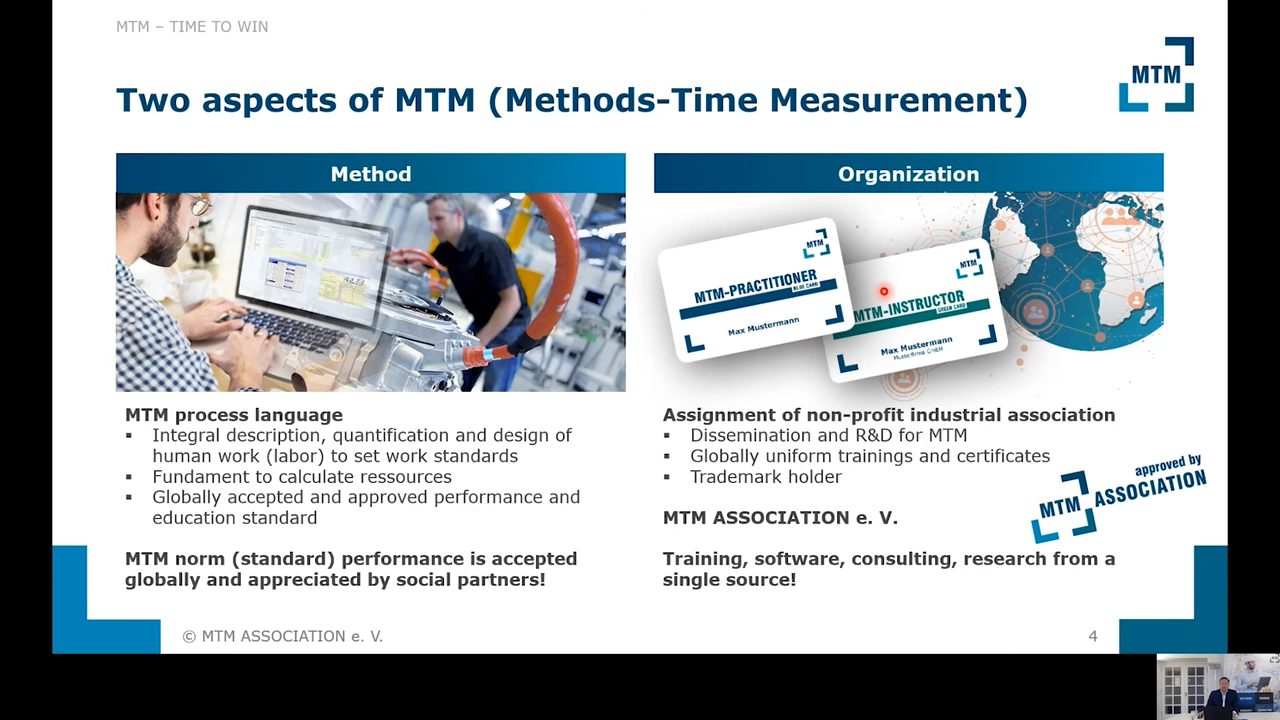 MTM – TIME TO WIN
MTM
Two aspects of MTM (Methods-Time Measurement)
Method
Organization
MTM
MTM-PRACTITIONER
BLUE CARD
Max Mustermann
MTM
MTM-INSTRUCTOR
GREEN CARD
Max Mustermann
Musterfirma GmbH
MTM process language
▪ Integral description, quantification and design of
human work (labor) to set work standards
▪ Fundament to calculate ressources
▪ Globally accepted and approved performance and
education standard
MTM norm (standard) performance is accepted
globally and appreciated by social partners!
Assignment of non-profit industrial association
▪ Dissemination and R&D for MTM
▪ Globally uniform trainings and certificates
▪ Trademark holder
MTM ASSOCIATION e. V.
approved by
MTM ASSOCIATION
Training, software, consulting, research from a
single source!
© MTM ASSOCIATION e. V.
4